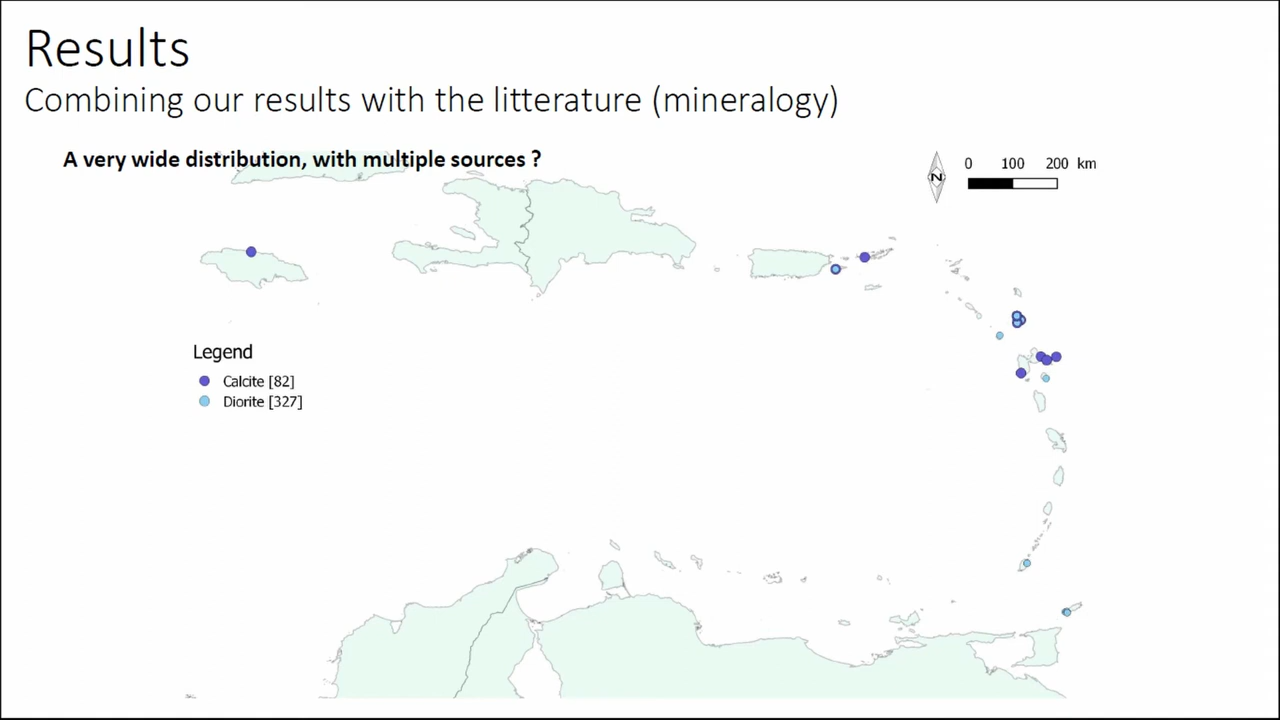 Results
Combining our results with the litterature (mineralogy)
A very wide distribution, with multiple sources ?
N
0 100 200 km
Legend
Calcite [82]
Diorite [327]